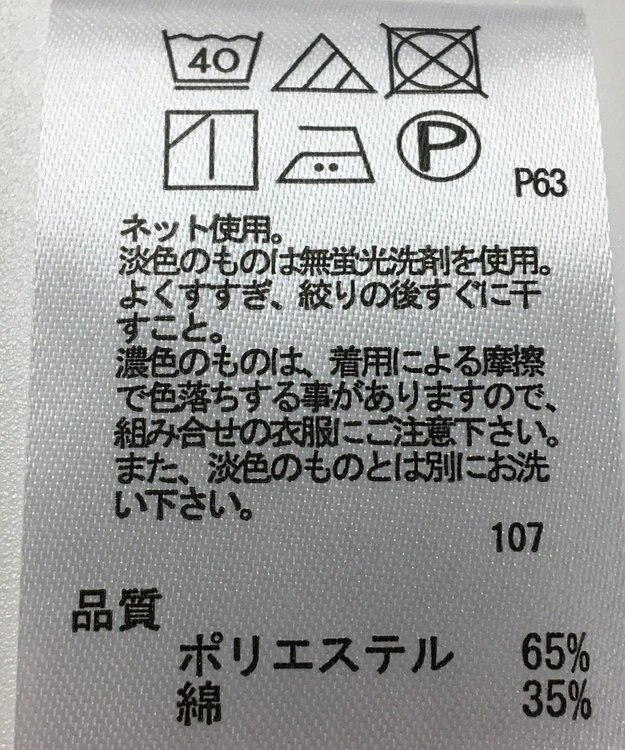 40
P
P63
ネット使用。
淡色のものは無蛍光洗剤を使用。
よくすすぎ、絞りの後すぐに干
すこと。
濃色のものは、着用による摩擦
で色落ちする事がありますので、
組み合せの衣服にご注意下さい。
また、淡色のものとは別にお洗
い下さい。
107
品質
ポリエステル 65%
綿 35%